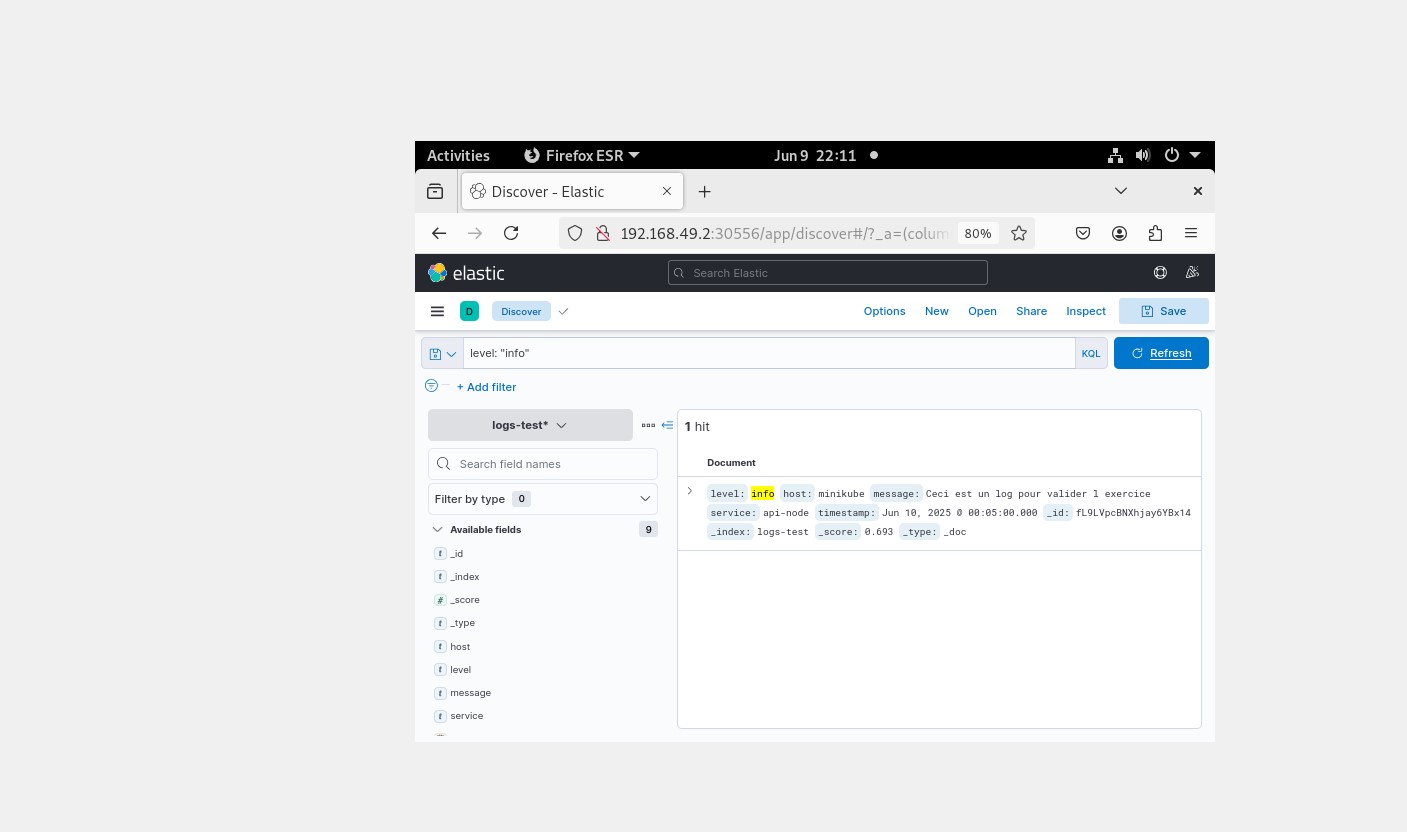 Activities Firefox ESR Jun 9 22:11
Discover - Elastic
192.168.49.2:30556/app/discover#/?_a=(colum 80%
elastic Search Elastic
D Discover Options New Open Share Inspect Save
level: "info" KQL Refresh
+ Add filter
logs-test*
1 hit
Search field names
Document
Filter by type 0
level: info host: minikube message: Ceci est un log pour valider l exercice
service: api-node timestamp: Jun 10, 2025 @ 00:05:00.000 _id: fL9LVpcBNXhjay6YBx14
_index: logs-test _score: 0.693 _type: _doc
Available fields 9
t _id
t _index
# _score
t _type
t host
t level
t message
t service